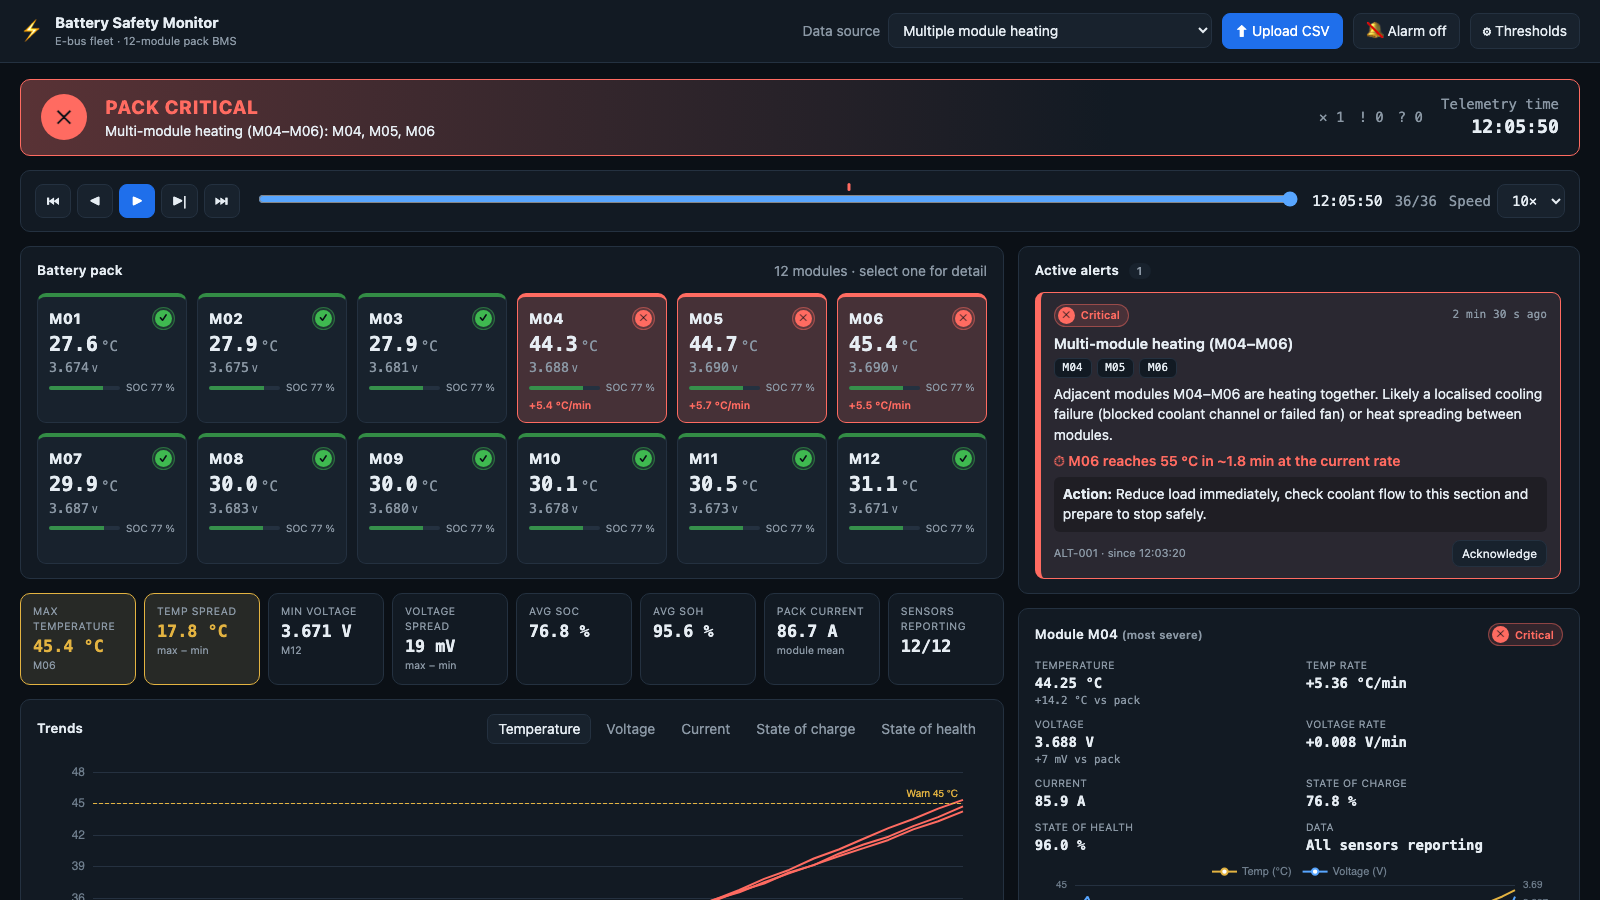 Battery Safety Monitor
E-bus fleet · 12-module pack BMS
Data source
Multiple module heating
Upload CSV
Alarm off
Thresholds
PACK CRITICAL
Multi-module heating (M04–M06): M04, M05, M06
× 1 ! 0 ? 0
Telemetry time
12:05:50
12:05:50 36/36 Speed 10×
Battery pack
12 modules · select one for detail
M01
27.6 °C
3.674 V
SOC 77 %
M02
27.9 °C
3.675 V
SOC 77 %
M03
27.9 °C
3.681 V
SOC 77 %
M04
44.3 °C
3.688 V
SOC 77 %
+5.4 °C/min
M05
44.7 °C
3.690 V
SOC 77 %
+5.7 °C/min
M06
45.4 °C
3.690 V
SOC 77 %
+5.5 °C/min
M07
29.9 °C
3.687 V
SOC 77 %
M08
30.0 °C
3.683 V
SOC 77 %
M09
30.0 °C
3.680 V
SOC 77 %
M10
30.1 °C
3.678 V
SOC 77 %
M11
30.5 °C
3.673 V
SOC 77 %
M12
31.1 °C
3.671 V
SOC 77 %
MAX
TEMPERATURE
45.4 °C
M06
TEMP SPREAD
17.8 °C
max – min
MIN VOLTAGE
3.671 V
M12
VOLTAGE
SPREAD
19 mV
max – min
AVG SOC
76.8 %
AVG SOH
95.6 %
PACK CURRENT
86.7 A
module mean
SENSORS
REPORTING
12/12
Trends
Temperature
Voltage
Current
State of charge
State of health
48
45
42
39
36
Warn 45 °C
Active alerts 1
Critical
2 min 30 s ago
Multi-module heating (M04–M06)
M04 M05 M06
Adjacent modules M04–M06 are heating together. Likely a localised cooling
failure (blocked coolant channel or failed fan) or heat spreading between
modules.
M06 reaches 55 °C in ~1.8 min at the current rate
Action: Reduce load immediately, check coolant flow to this section and
prepare to stop safely.
ALT-001 · since 12:03:20
Acknowledge
Module M04 (most severe)
Critical
TEMPERATURE
44.25 °C
+14.2 °C vs pack
TEMP RATE
+5.36 °C/min
VOLTAGE
3.688 V
+7 mV vs pack
VOLTAGE RATE
+0.008 V/min
CURRENT
85.9 A
STATE OF CHARGE
76.8 %
STATE OF HEALTH
96.0 %
DATA
All sensors reporting
Temp (°C) Voltage (V)
45
3.69